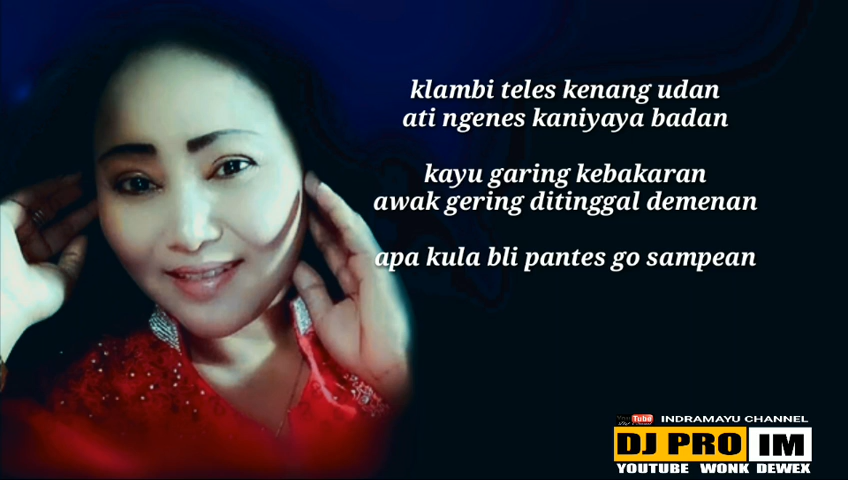 klambi teles kenang udan
ati ngenes kaniyaya badan
kayu garing kebakaran
awak gering ditinggal demenan
apa kula bli pantes go sampean
YouTube INDRAMAYU CHANNEL
DJ PRO IM
YOUTUBE WONK DEWEX